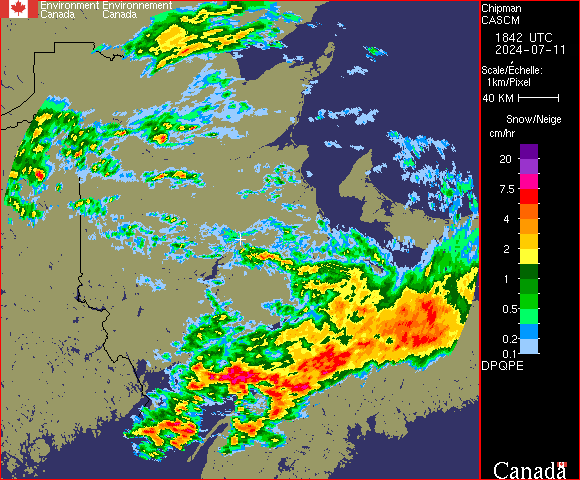 Environment Environnement
Canada Canada
Chipman
CASCM
1842 UTC
2024-07-11
Scale/Échelle:
1km/Pixel
40 KM
Snow/Neige
cm/hr
20
7.5
4
2
1
0.5
0.2
0.1
DPQPE
Canada